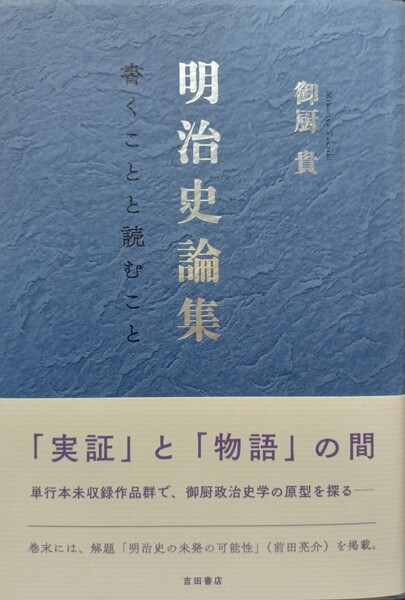 御厨 貴
明治史論集
書くことと読むこと
「実証」と「物語」の間
単行本未収録作品群で、御厨政治史学の原型を探る──
巻末には、解題「明治史の未発の可能性」(前田亮介)を掲載。
吉田書店